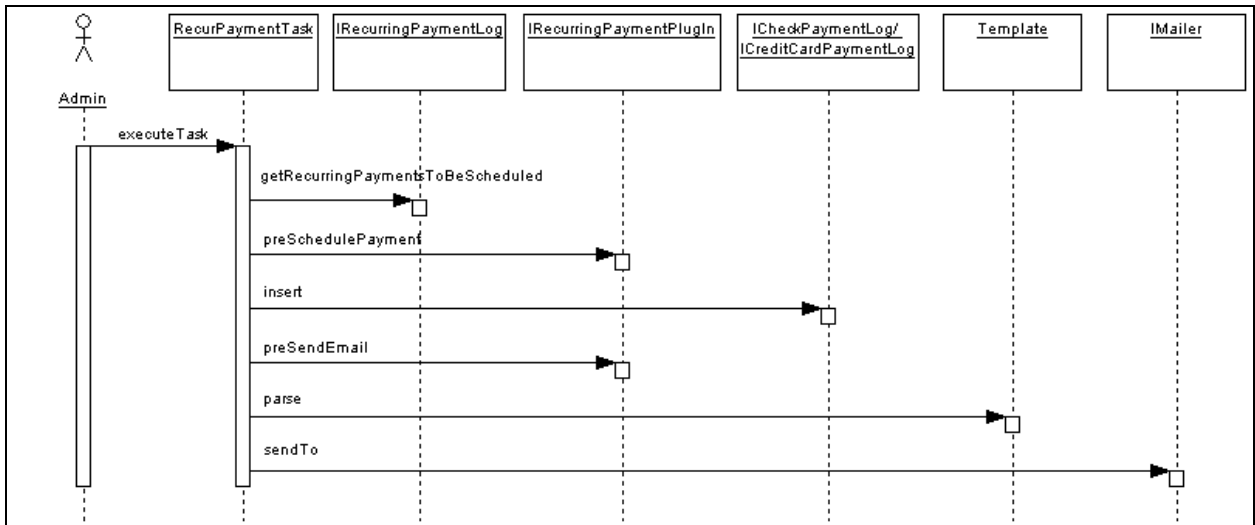 RecurPaymentTask
IRecurringPaymentLog
IRecurringPaymentPlugIn
ICheckPaymentLog/
ICreditCardPaymentLog
Template
IMailer
Admin
executeTask
getRecurringPaymentsToBeScheduled
preSchedulePayment
insert
preSendEmail
parse
sendTo